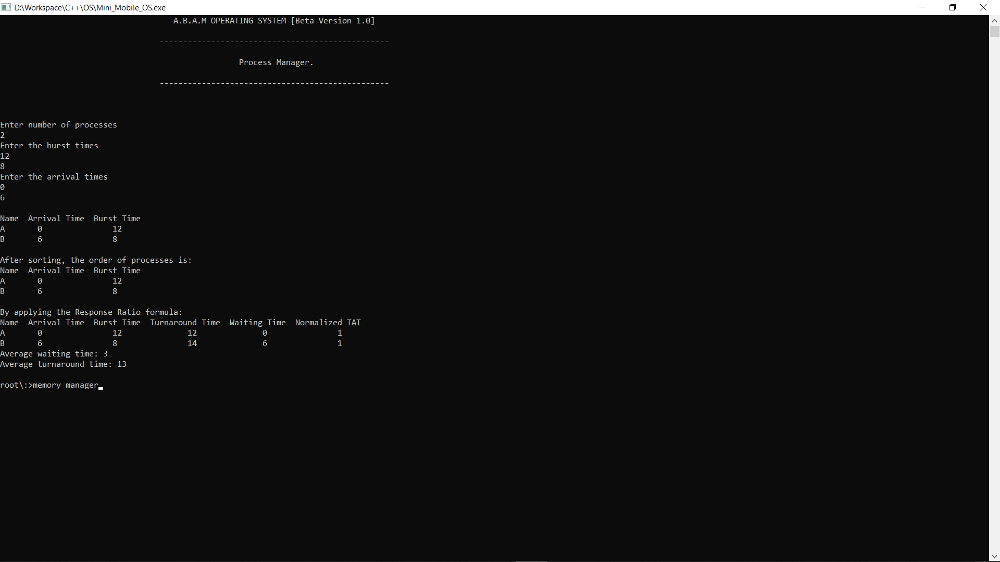 D:\Workspace\C++\OS\Mini_Mobile_OS.exe
A.B.A.M OPERATING SYSTEM [Beta Version 1.0]
-------------------------------------------------
Process Manager.
-------------------------------------------------
Enter number of processes
2
Enter the burst times
12
8
Enter the arrival times
0
6
Name  Arrival Time  Burst Time
A       0               12
B       6               8
After sorting, the order of processes is:
Name  Arrival Time  Burst Time
A       0               12
B       6               8
By applying the Response Ratio formula:
Name  Arrival Time  Burst Time  Turnaround Time  Waiting Time  Normalized TAT
A       0               12              12              0               1
B       6               8               14              6               1
Average waiting time: 3
Average turnaround time: 13
root\:>memory manager